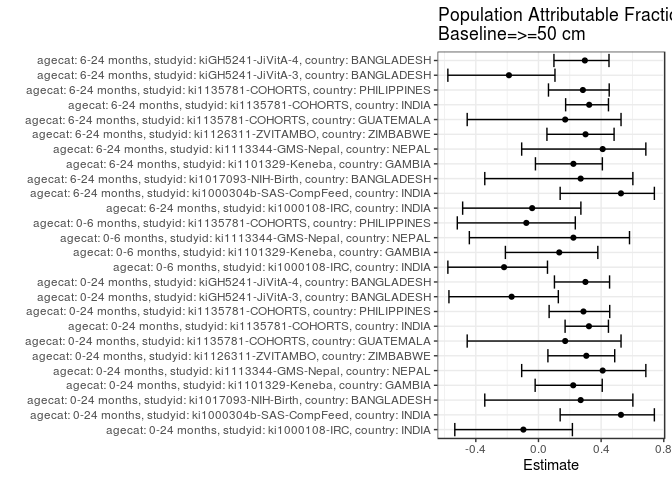 Population Attributable Fractic
Baseline=>=50 cm
agecat: 6-24 months, studyid: kiGH5241-JiVitA-4, country: BANGLADESH
agecat: 6-24 months, studyid: kiGH5241-JiVitA-3, country: BANGLADESH
agecat: 6-24 months, studyid: ki1135781-COHORTS, country: PHILIPPINES
agecat: 6-24 months, studyid: ki1135781-COHORTS, country: INDIA
agecat: 6-24 months, studyid: ki1135781-COHORTS, country: GUATEMALA
agecat: 6-24 months, studyid: ki1126311-ZVITAMBO, country: ZIMBABWE
agecat: 6-24 months, studyid: ki1113344-GMS-Nepal, country: NEPAL
agecat: 6-24 months, studyid: ki1101329-Keneba, country: GAMBIA
agecat: 6-24 months, studyid: ki1017093-NIH-Birth, country: BANGLADESH
agecat: 6-24 months, studyid: ki1000304b-SAS-CompFeed, country: INDIA
agecat: 6-24 months, studyid: ki1000108-IRC, country: INDIA
agecat: 0-6 months, studyid: ki1135781-COHORTS, country: PHILIPPINES
agecat: 0-6 months, studyid: ki1113344-GMS-Nepal, country: NEPAL
agecat: 0-6 months, studyid: ki1101329-Keneba, country: GAMBIA
agecat: 0-6 months, studyid: ki1000108-IRC, country: INDIA
agecat: 0-24 months, studyid: kiGH5241-JiVitA-4, country: BANGLADESH
agecat: 0-24 months, studyid: kiGH5241-JiVitA-3, country: BANGLADESH
agecat: 0-24 months, studyid: ki1135781-COHORTS, country: PHILIPPINES
agecat: 0-24 months, studyid: ki1135781-COHORTS, country: INDIA
agecat: 0-24 months, studyid: ki1135781-COHORTS, country: GUATEMALA
agecat: 0-24 months, studyid: ki1126311-ZVITAMBO, country: ZIMBABWE
agecat: 0-24 months, studyid: ki1113344-GMS-Nepal, country: NEPAL
agecat: 0-24 months, studyid: ki1101329-Keneba, country: GAMBIA
agecat: 0-24 months, studyid: ki1017093-NIH-Birth, country: BANGLADESH
agecat: 0-24 months, studyid: ki1000304b-SAS-CompFeed, country: INDIA
agecat: 0-24 months, studyid: ki1000108-IRC, country: INDIA
-0.4 0.0 0.4 0.8
Estimate